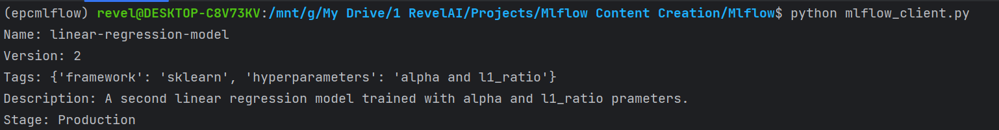 (epcmlflow) revel@DESKTOP-C8V73KV:/mnt/g/My Drive/1 RevelAI/Projects/Mlflow Content Creation/Mlflow$ python mlflow_client.py
Name: linear-regression-model
Version: 2
Tags: {'framework': 'sklearn', 'hyperparameters': 'alpha and l1_ratio'}
Description: A second linear regression model trained with alpha and l1_ratio prameters.
Stage: Production